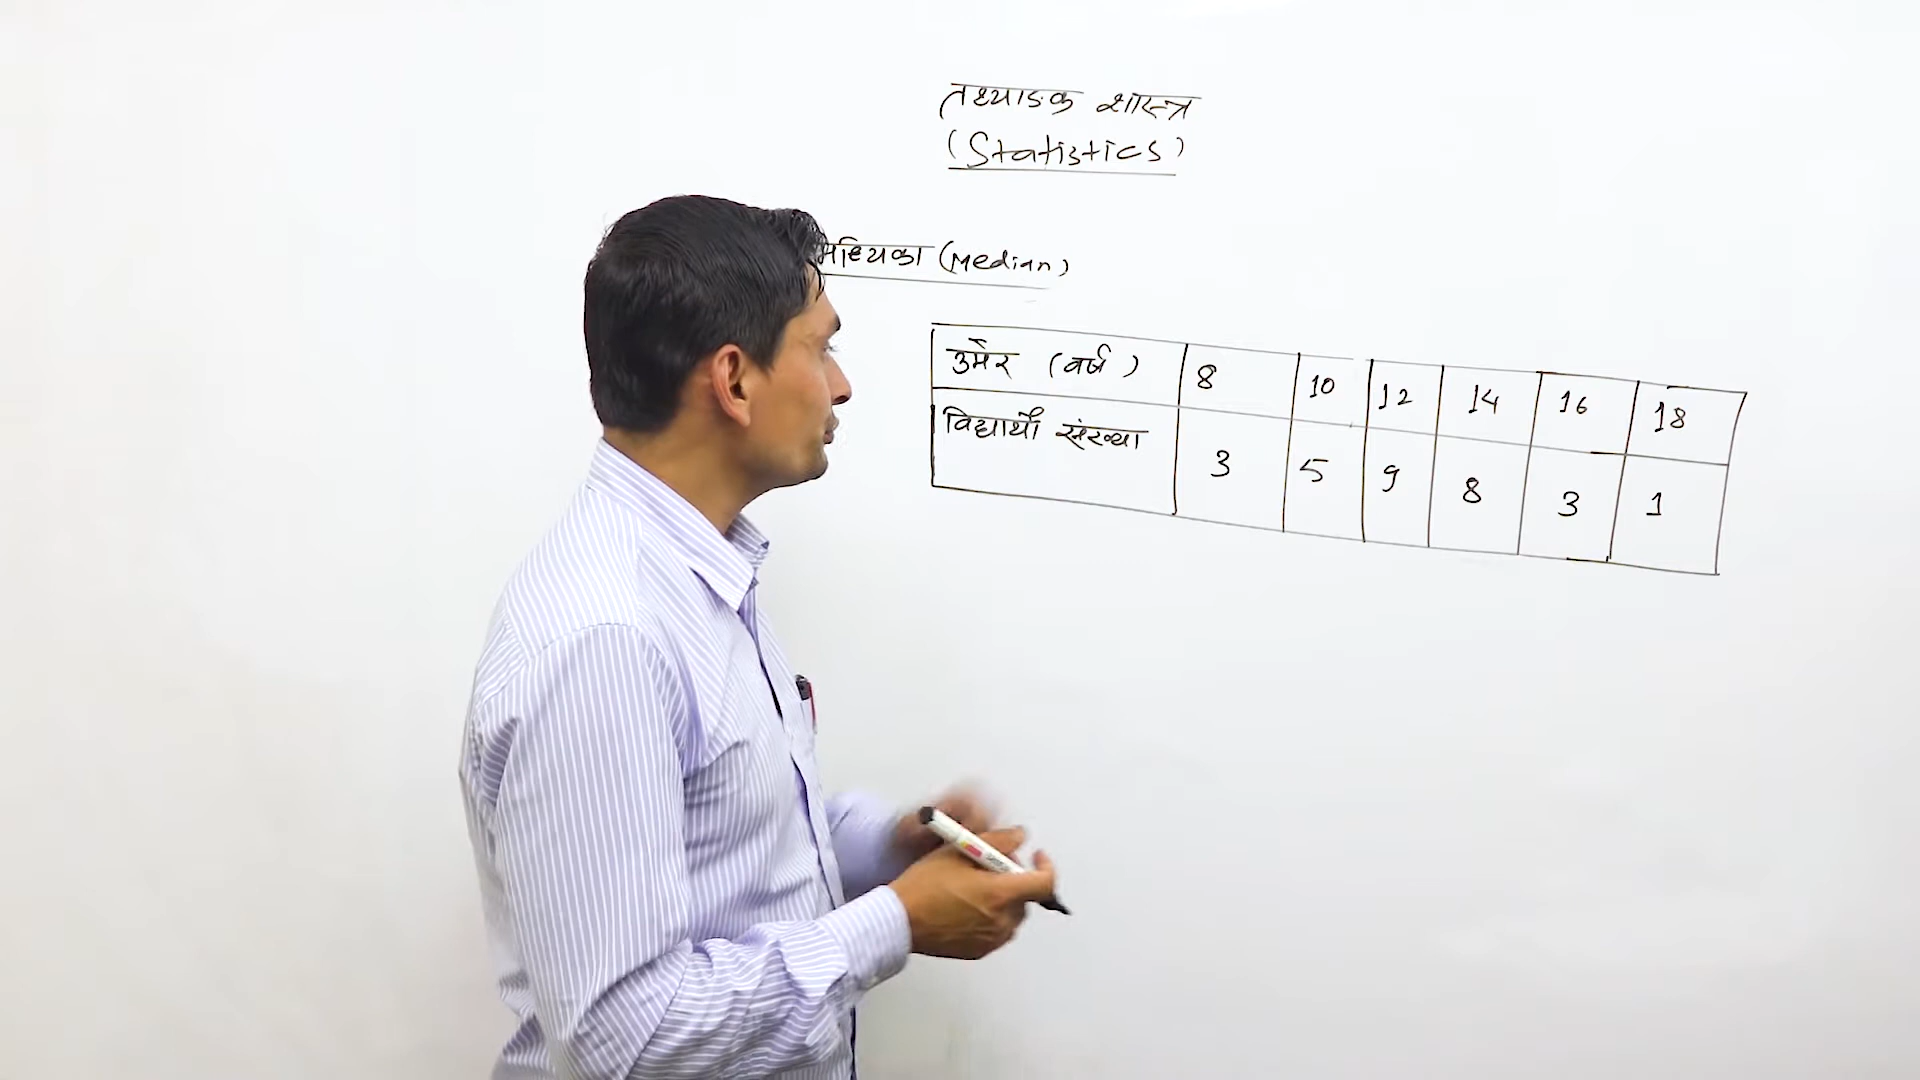 तथ्याङ्क शास्त्र
(Statistics)
मध्यिका (Median)
उमेर (वर्ष) 8 10 12 14 16 18
विद्यार्थी संख्या 3 5 9 8 3 1